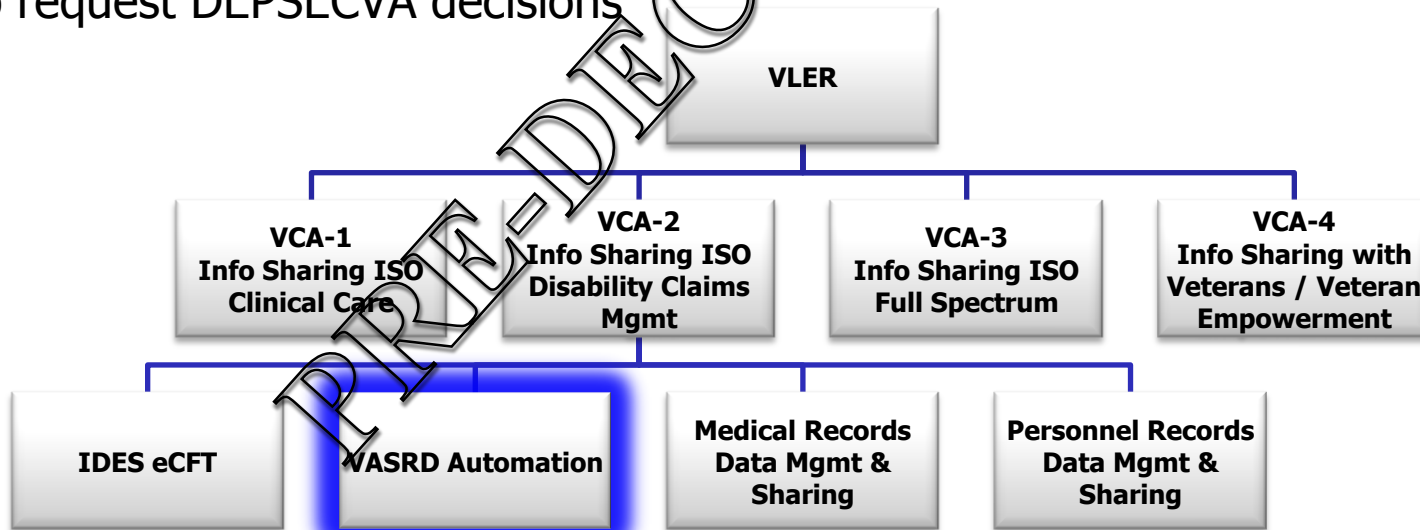 request DEPSECVA decisions
VLER
VCA-1
Info Sharing ISO
Clinical Care
VCA-2
Info Sharing ISO
Disability Claims
Mgmt
VCA-3
Info Sharing ISO
Full Spectrum
VCA-4
Info Sharing with
Veterans / Veteran
Empowerment
IDES eCFT
VASRD Automation
Medical Records
Data Mgmt &
Sharing
Personnel Records
Data Mgmt &
Sharing
PRE-DEC